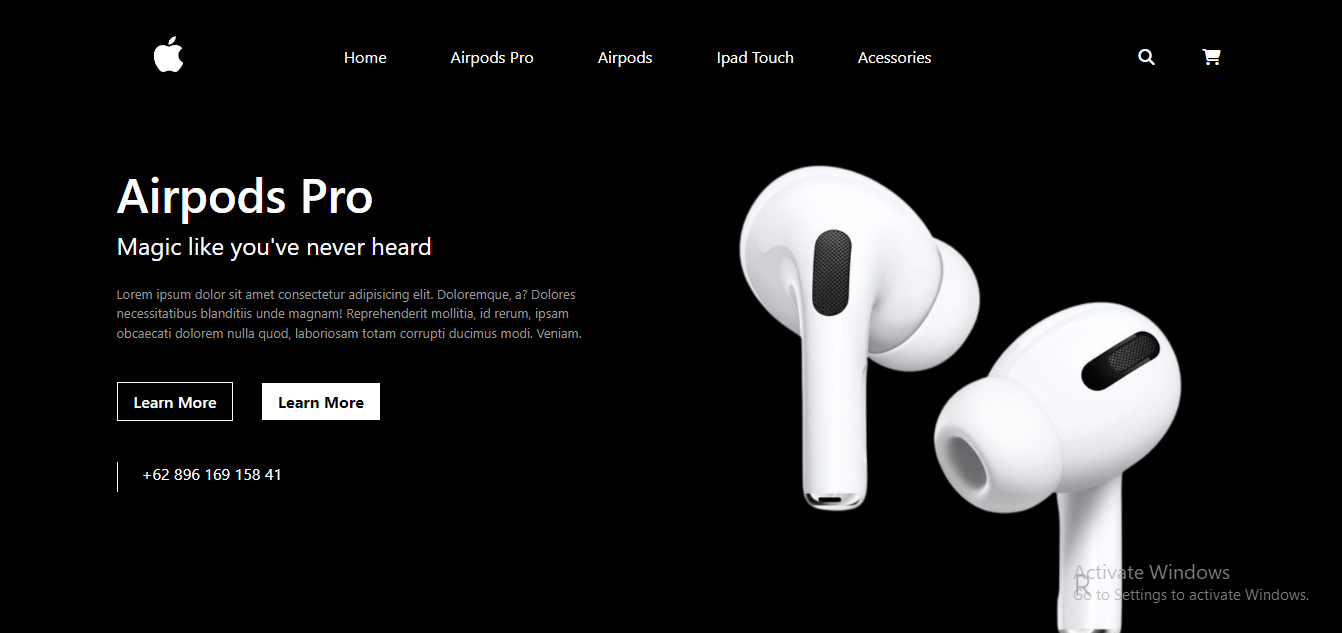 Home Airpods Pro Airpods Ipad Touch Acessories
Airpods Pro
Magic like you've never heard
Lorem ipsum dolor sit amet consectetur adipisicing elit. Doloremque, a? Dolores
necessitatibus blanditiis unde magnam! Reprehenderit mollitia, id rerum, ipsam
obcaecati dolorem nulla quod, laboriosam totam corrupti ducimus modi. Veniam.
Learn More Learn More
+62 896 169 158 41
Activate Windows
R
Go to Settings to activate Windows.